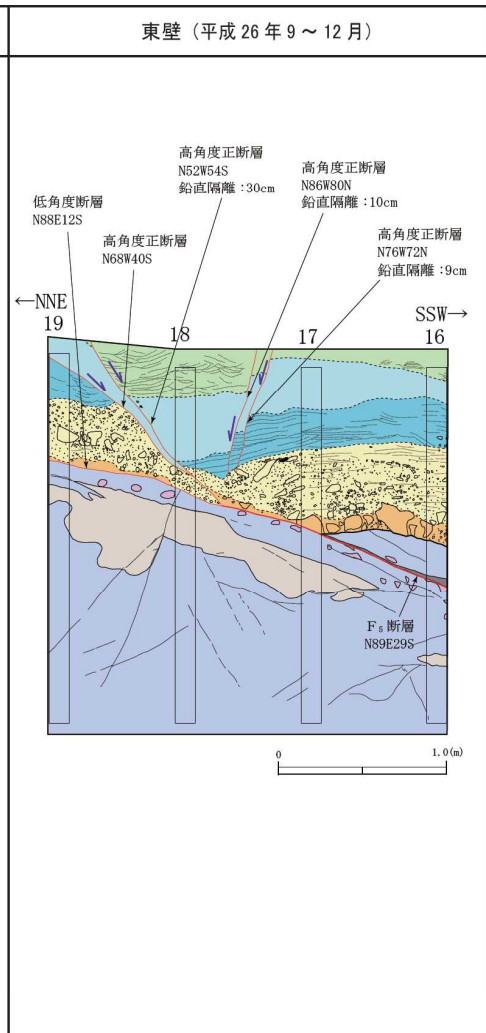 東壁（平成26年9～12月）
高角度正断層
N52W54S
鉛直隔離：30cm
高角度正断層
N86W80N
鉛直隔離：10cm
低角度断層
N88E12S
高角度正断層
N68W40S
高角度正断層
N76W72N
鉛直隔離：9cm
←NNE
SSW→
19
18
17
16
F₅断層
N89E29S
0
1.0(m)